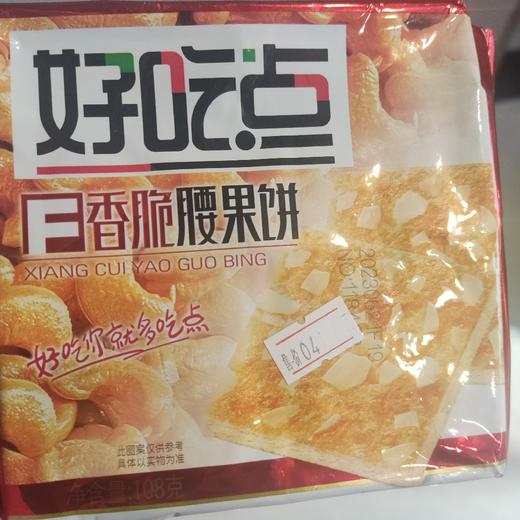 好吃点
香脆腰果饼
XIANG CUI YAO GUO BING
好吃你就多吃点
04
此图案仅供参考
具体以实物为准
净含量:108克